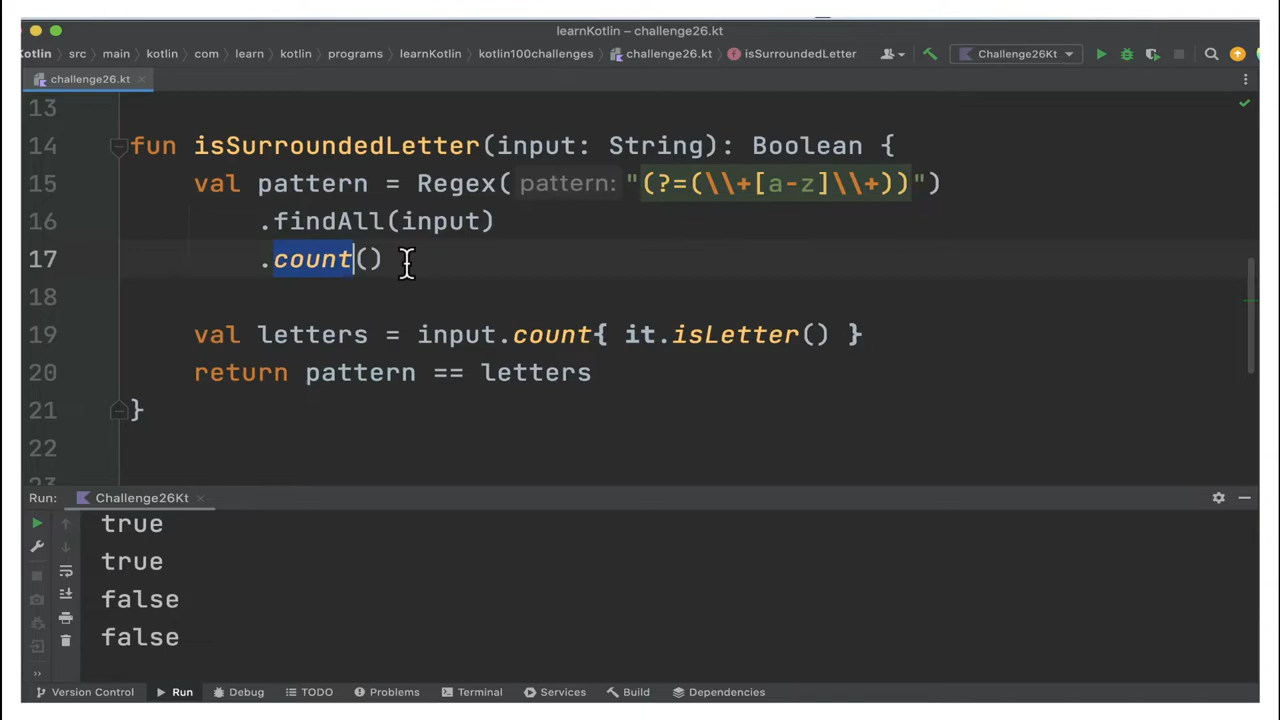 learnKotlin – challenge26.kt
Kotlin src main kotlin com learn kotlin programs learnKotlin kotlin100challenges challenge26.kt isSurroundedLetter Challenge26Kt
challenge26.kt
13
14 fun isSurroundedLetter(input: String): Boolean {
15 val pattern = Regex( pattern: "(?=(\\+[a-z]\\+))")
16 .findAll(input)
17 .count()
18
19 val letters = input.count{ it.isLetter() }
20 return pattern == letters
21 }
22
23
Run: Challenge26Kt
true
true
false
false
Version Control Run Debug TODO Problems Terminal Services Build Dependencies